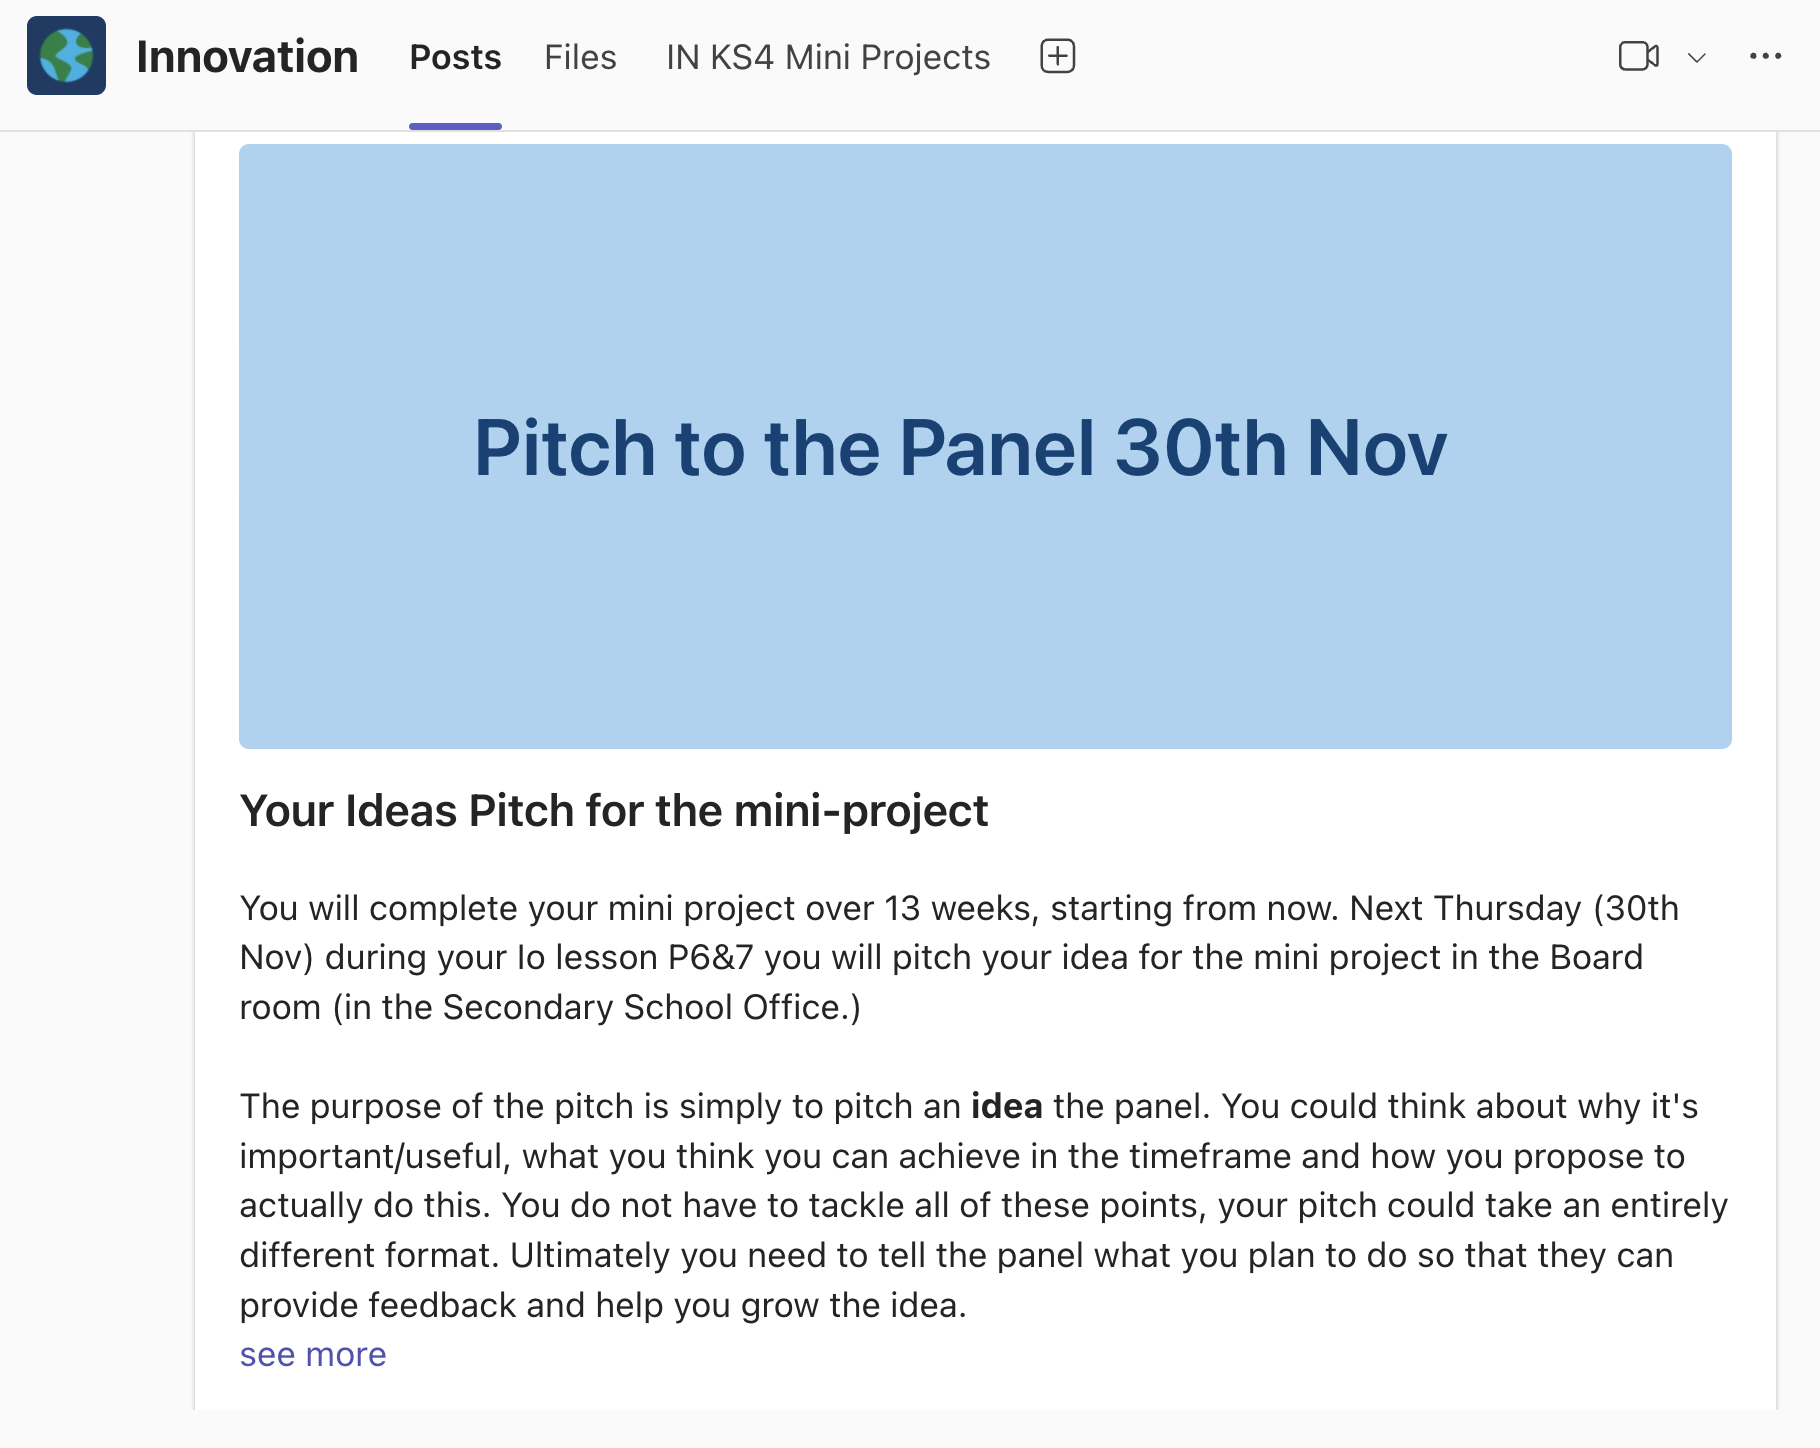 Innovation Posts Files IN KS4 Mini Projects
Pitch to the Panel 30th Nov
Your Ideas Pitch for the mini-project
You will complete your mini project over 13 weeks, starting from now. Next Thursday (30th
Nov) during your Io lesson P6&7 you will pitch your idea for the mini project in the Board
room (in the Secondary School Office.)
The purpose of the pitch is simply to pitch an idea the panel. You could think about why it's
important/useful, what you think you can achieve in the timeframe and how you propose to
actually do this. You do not have to tackle all of these points, your pitch could take an entirely
different format. Ultimately you need to tell the panel what you plan to do so that they can
provide feedback and help you grow the idea.
see more